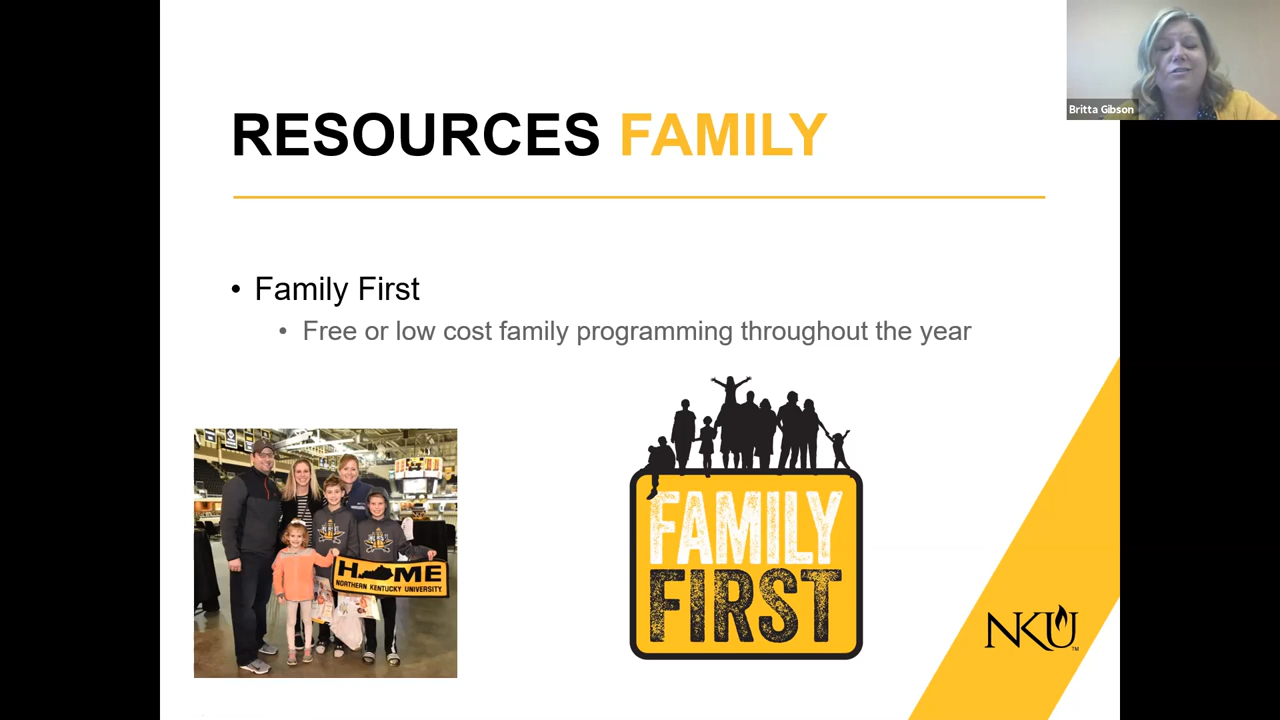 Britta Gibson
RESOURCES FAMILY
• Family First
• Free or low cost family programming throughout the year
HOME
NORTHERN KENTUCKY UNIVERSITY
FAMILY
FIRST
NKU
TM